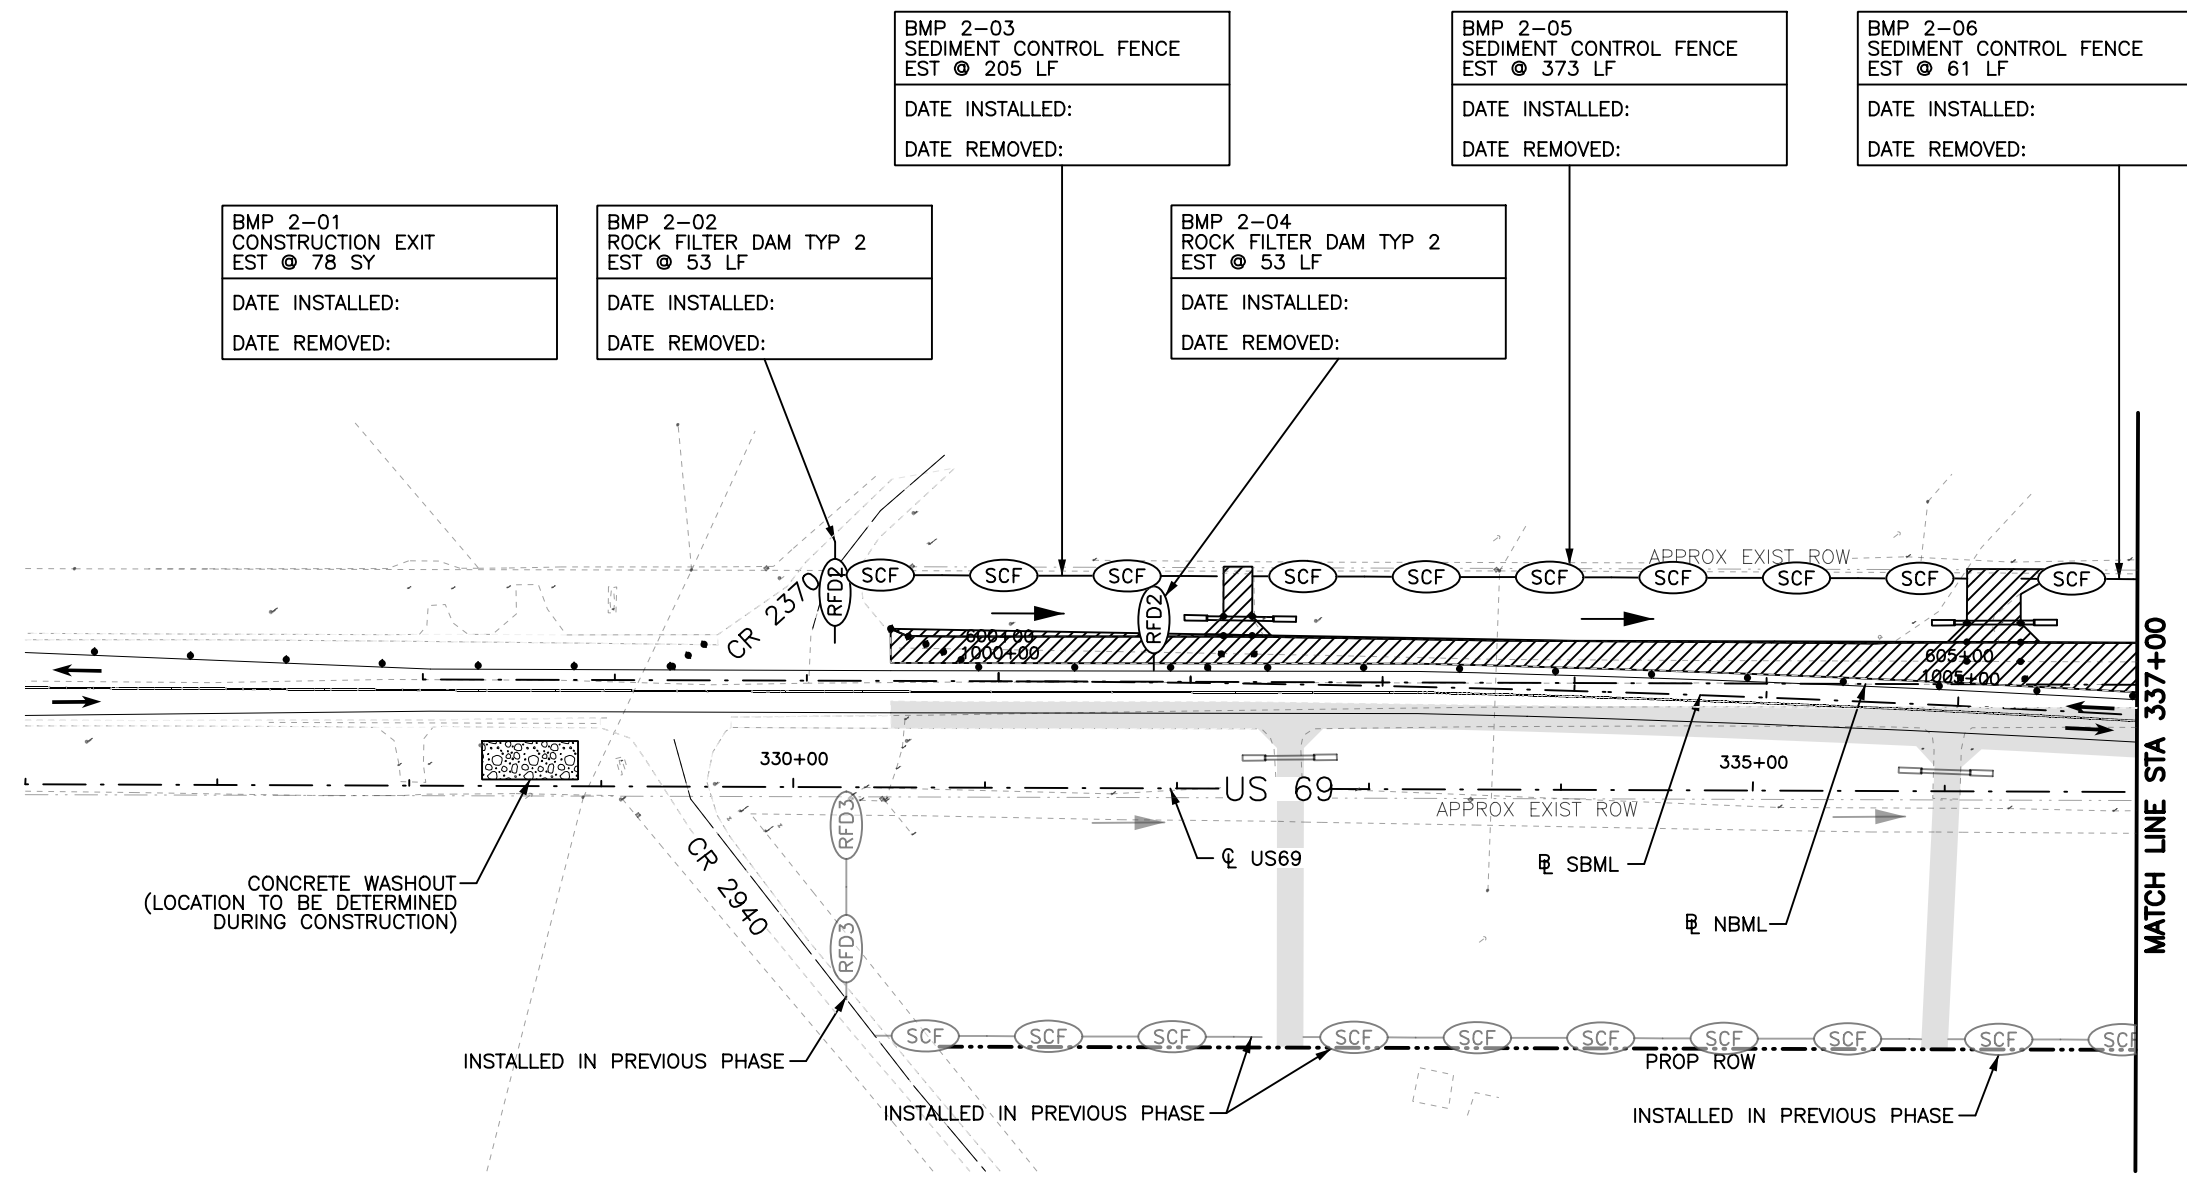 BMP 2-03
SEDIMENT CONTROL FENCE
EST @ 205 LF
DATE INSTALLED:
DATE REMOVED:
BMP 2-05
SEDIMENT CONTROL FENCE
EST @ 373 LF
DATE INSTALLED:
DATE REMOVED:
BMP 2-06
SEDIMENT CONTROL FENCE
EST @ 61 LF
DATE INSTALLED:
DATE REMOVED:
BMP 2-01
CONSTRUCTION EXIT
EST @ 78 SY
DATE INSTALLED:
DATE REMOVED:
BMP 2-02
ROCK FILTER DAM TYP 2
EST @ 53 LF
DATE INSTALLED:
DATE REMOVED:
BMP 2-04
ROCK FILTER DAM TYP 2
EST @ 53 LF
DATE INSTALLED:
DATE REMOVED:
APPROX EXIST ROW
RFD2
SCF
SCF
SCF
SCF
SCF
SCF
SCF
SCF
SCF
SCF
RFD2
CR 2370
600+00
1000+00
605+00
1005+00
MATCH LINE STA 337+00
330+00
335+00
US 69
APPROX EXIST ROW
RFD3
RFD3
CR 2940
℄ US69
BL SBML
BL NBML
CONCRETE WASHOUT
(LOCATION TO BE DETERMINED
DURING CONSTRUCTION)
SCF
SCF
SCF
SCF
SCF
SCF
SCF
SCF
SCF
SCF
PROP ROW
INSTALLED IN PREVIOUS PHASE
INSTALLED IN PREVIOUS PHASE
INSTALLED IN PREVIOUS PHASE